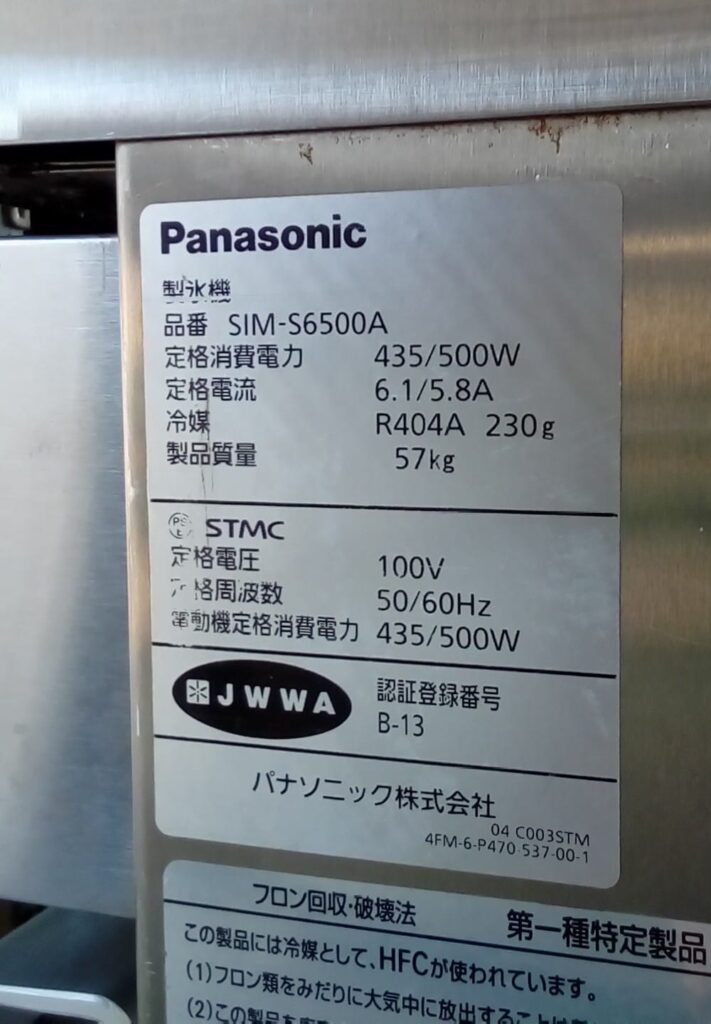 Panasonic
製氷機
品番 SIM-S6500A
定格消費電力 435/500W
定格電流 6.1/5.8A
冷媒 R404A 230g
製品質量 57kg
PS E STMC
定格電圧 100V
定格周波数 50/60Hz
電動機定格消費電力 435/500W
JWWA 認証登録番号
B-13
パナソニック株式会社
04 C003STM
4FM-6-P470-537-00-1
フロン回収・破壊法 第一種特定製品
この製品には冷媒として、HFCが使われています。
(1)フロン類をみだりに大気中に放出することは
(2)この製品を